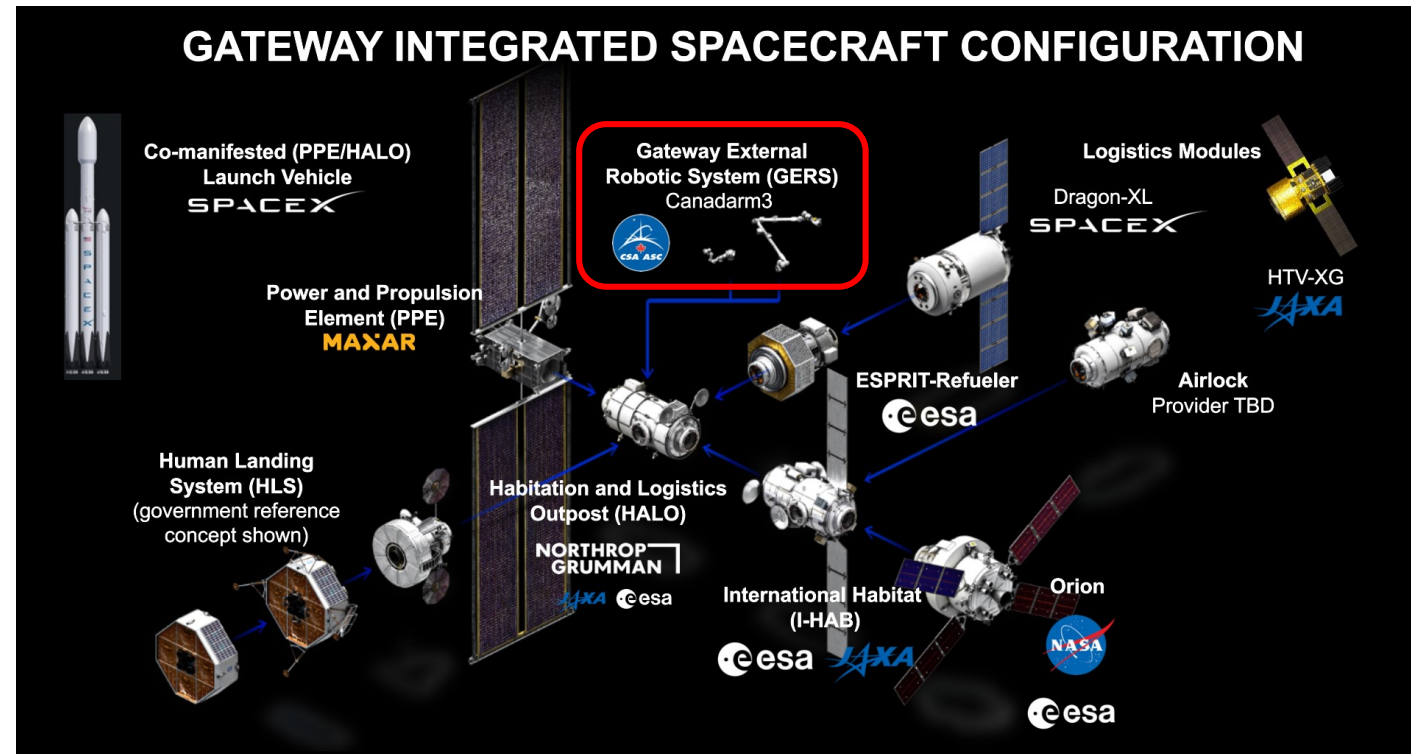 GATEWAY INTEGRATED SPACECRAFT CONFIGURATION
Co-manifested (PPE/HALO)
Launch Vehicle
SPACEX
SPACEX
Gateway External
Robotic System (GERS)
Canadarm3
CSA ASC
Logistics Modules
Dragon-XL
SPACEX
HTV-XG
JAXA
Power and Propulsion
Element (PPE)
MAXAR
ESPRIT-Refueler
esa
Airlock
Provider TBD
Human Landing
System (HLS)
(government reference
concept shown)
Habitation and Logistics
Outpost (HALO)
NORTHROP
GRUMMAN
JAXA esa
International Habitat
(I-HAB)
esa JAXA
Orion
NASA
esa